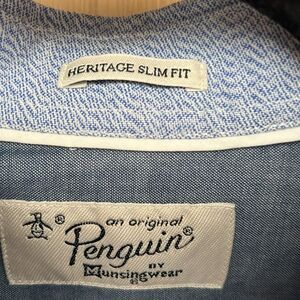 HERITAGE SLIM FIT
®
an original
Penguin®
BY
Munsingwear
®